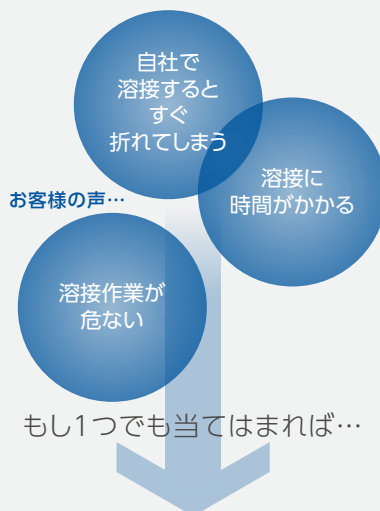 自社で
溶接すると
すぐ
折れてしまう
溶接に
時間がかかる
お客様の声…
溶接作業が
危ない
もし1つでも当てはまれば…